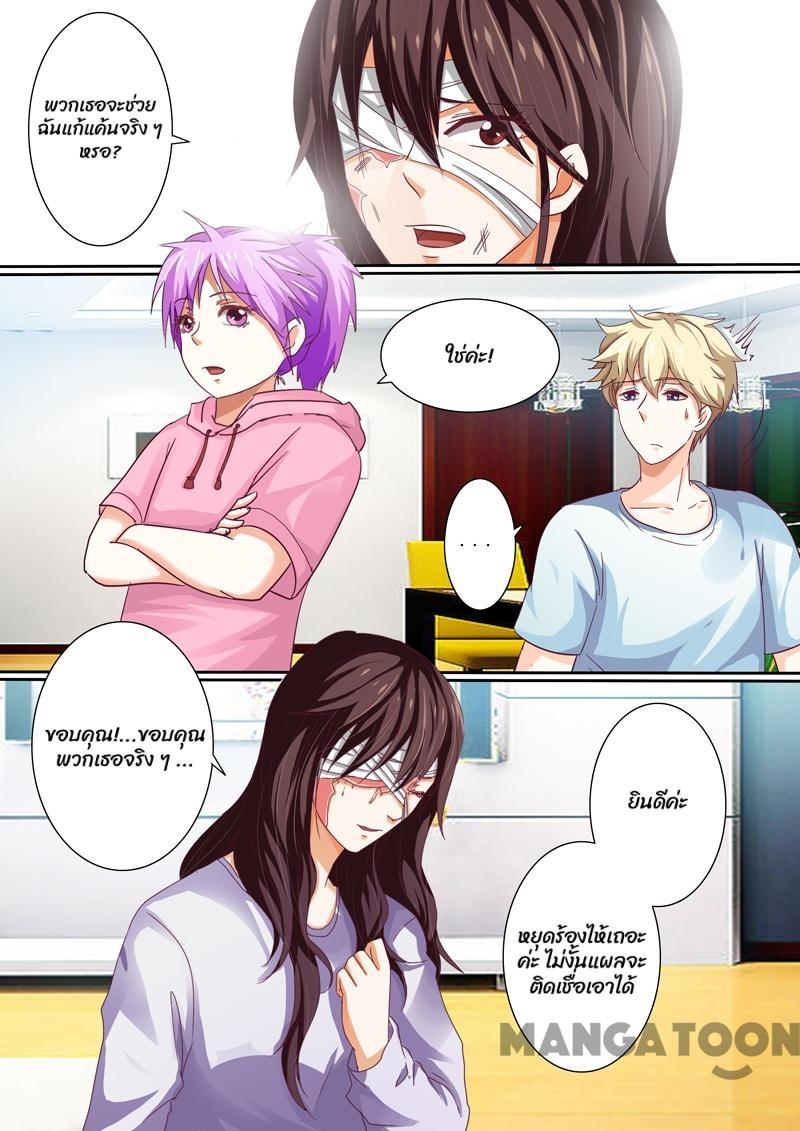 พวกเธอจะช่วย
ฉันแก้แค้นจริง ๆ
หรอ?
ใช่ค่ะ!
...
ขอบคุณ!...ขอบคุณ
พวกเธอจริง ๆ ...
ยินดีค่ะ
หยุดร้องไห้เถอะ
ค่ะ ไม่งั้นแผลจะ
ติดเชื้อเอาได้
MANGATOON